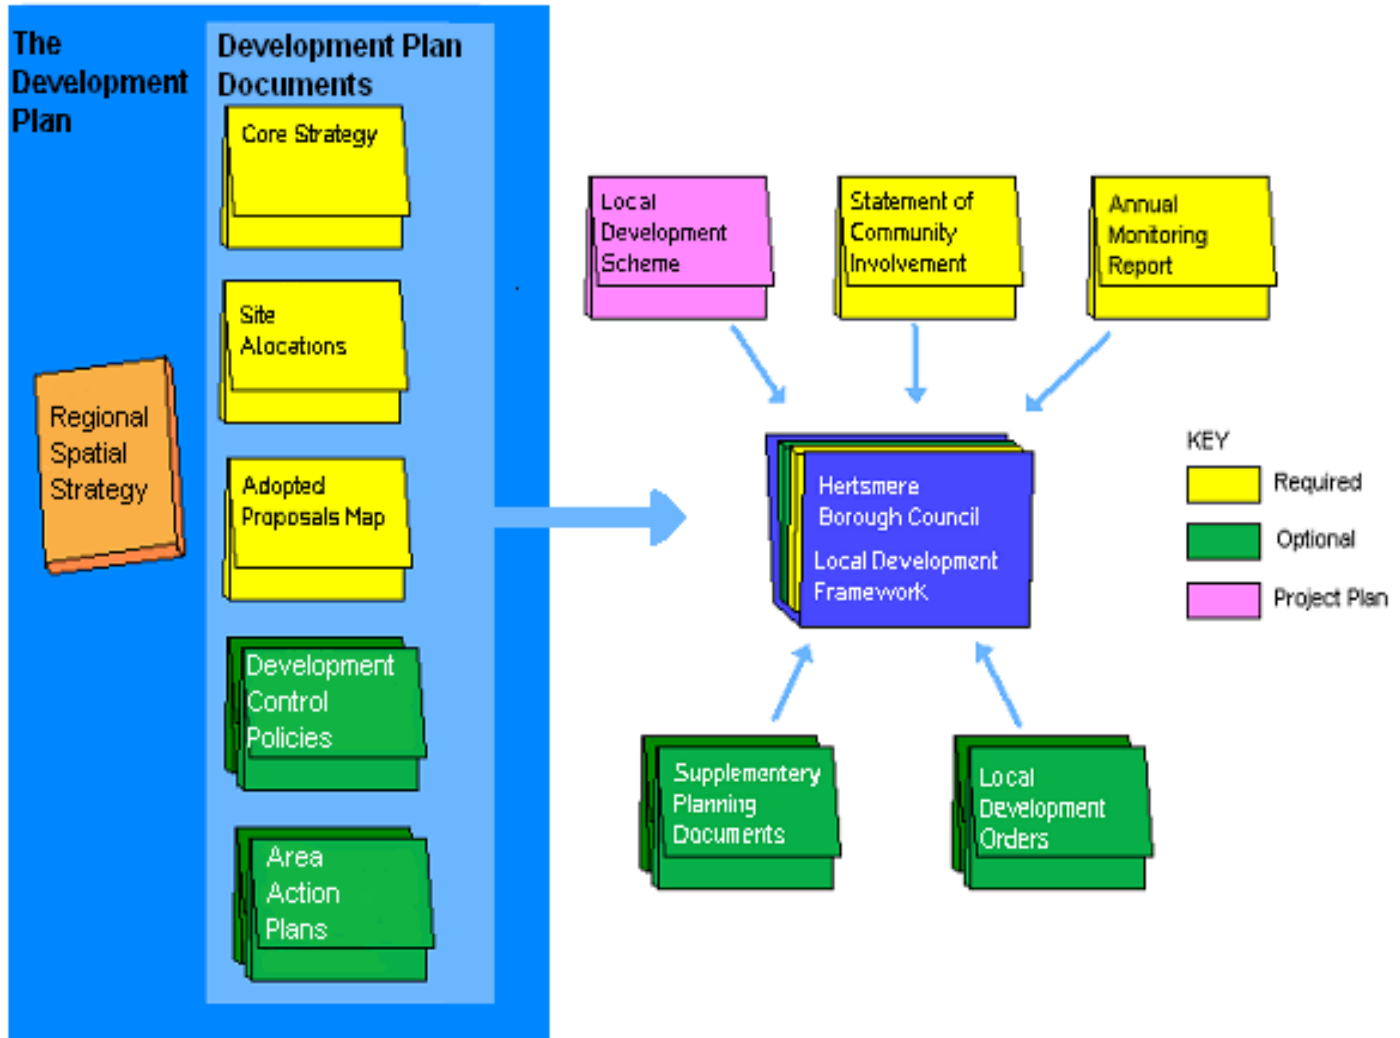 The
Development
Plan
Development Plan
Documents
Core Strategy
Site
Alocations
Adopted
Proposals Map
Development
Control
Policies
Area
Action
Plans
Regional
Spatial
Strategy
Local
Development
Scheme
Statement of
Community
Involvement
Annual
Monitoring
Report
Hertsmere
Borough Council
Local Development
Framework
Supplementery
Planning
Documents
Local
Development
Orders
KEY
Required
Optional
Project Plan